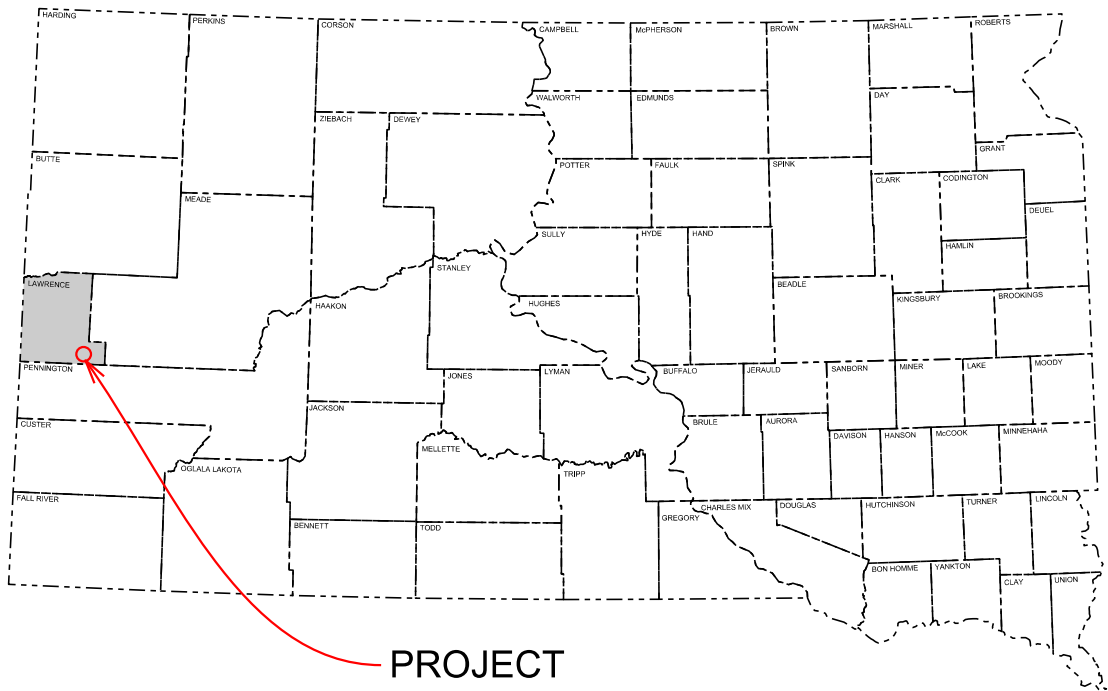 HARDING
PERKINS
CORSON
CAMPBELL
McPHERSON
BROWN
MARSHALL
ROBERTS
WALWORTH
EDMUNDS
DAY
ZIEBACH
DEWEY
GRANT
BUTTE
POTTER
FAULK
SPINK
CLARK
CODINGTON
MEADE
DEUEL
SULLY
HYDE
HAND
HAMLIN
STANLEY
LAWRENCE
BEADLE
HAAKON
HUGHES
KINGSBURY
BROOKINGS
PENNINGTON
JONES
LYMAN
BUFFALO
JERAULD
SANBORN
MINER
LAKE
MOODY
JACKSON
CUSTER
BRULE
AURORA
DAVISON
HANSON
McCOOK
MINNEHAHA
MELLETTE
OGLALA LAKOTA
TRIPP
FALL RIVER
CHARLES MIX
DOUGLAS
HUTCHINSON
TURNER
LINCOLN
GREGORY
BENNETT
TODD
BON HOMME
YANKTON
CLAY
UNION
PROJECT